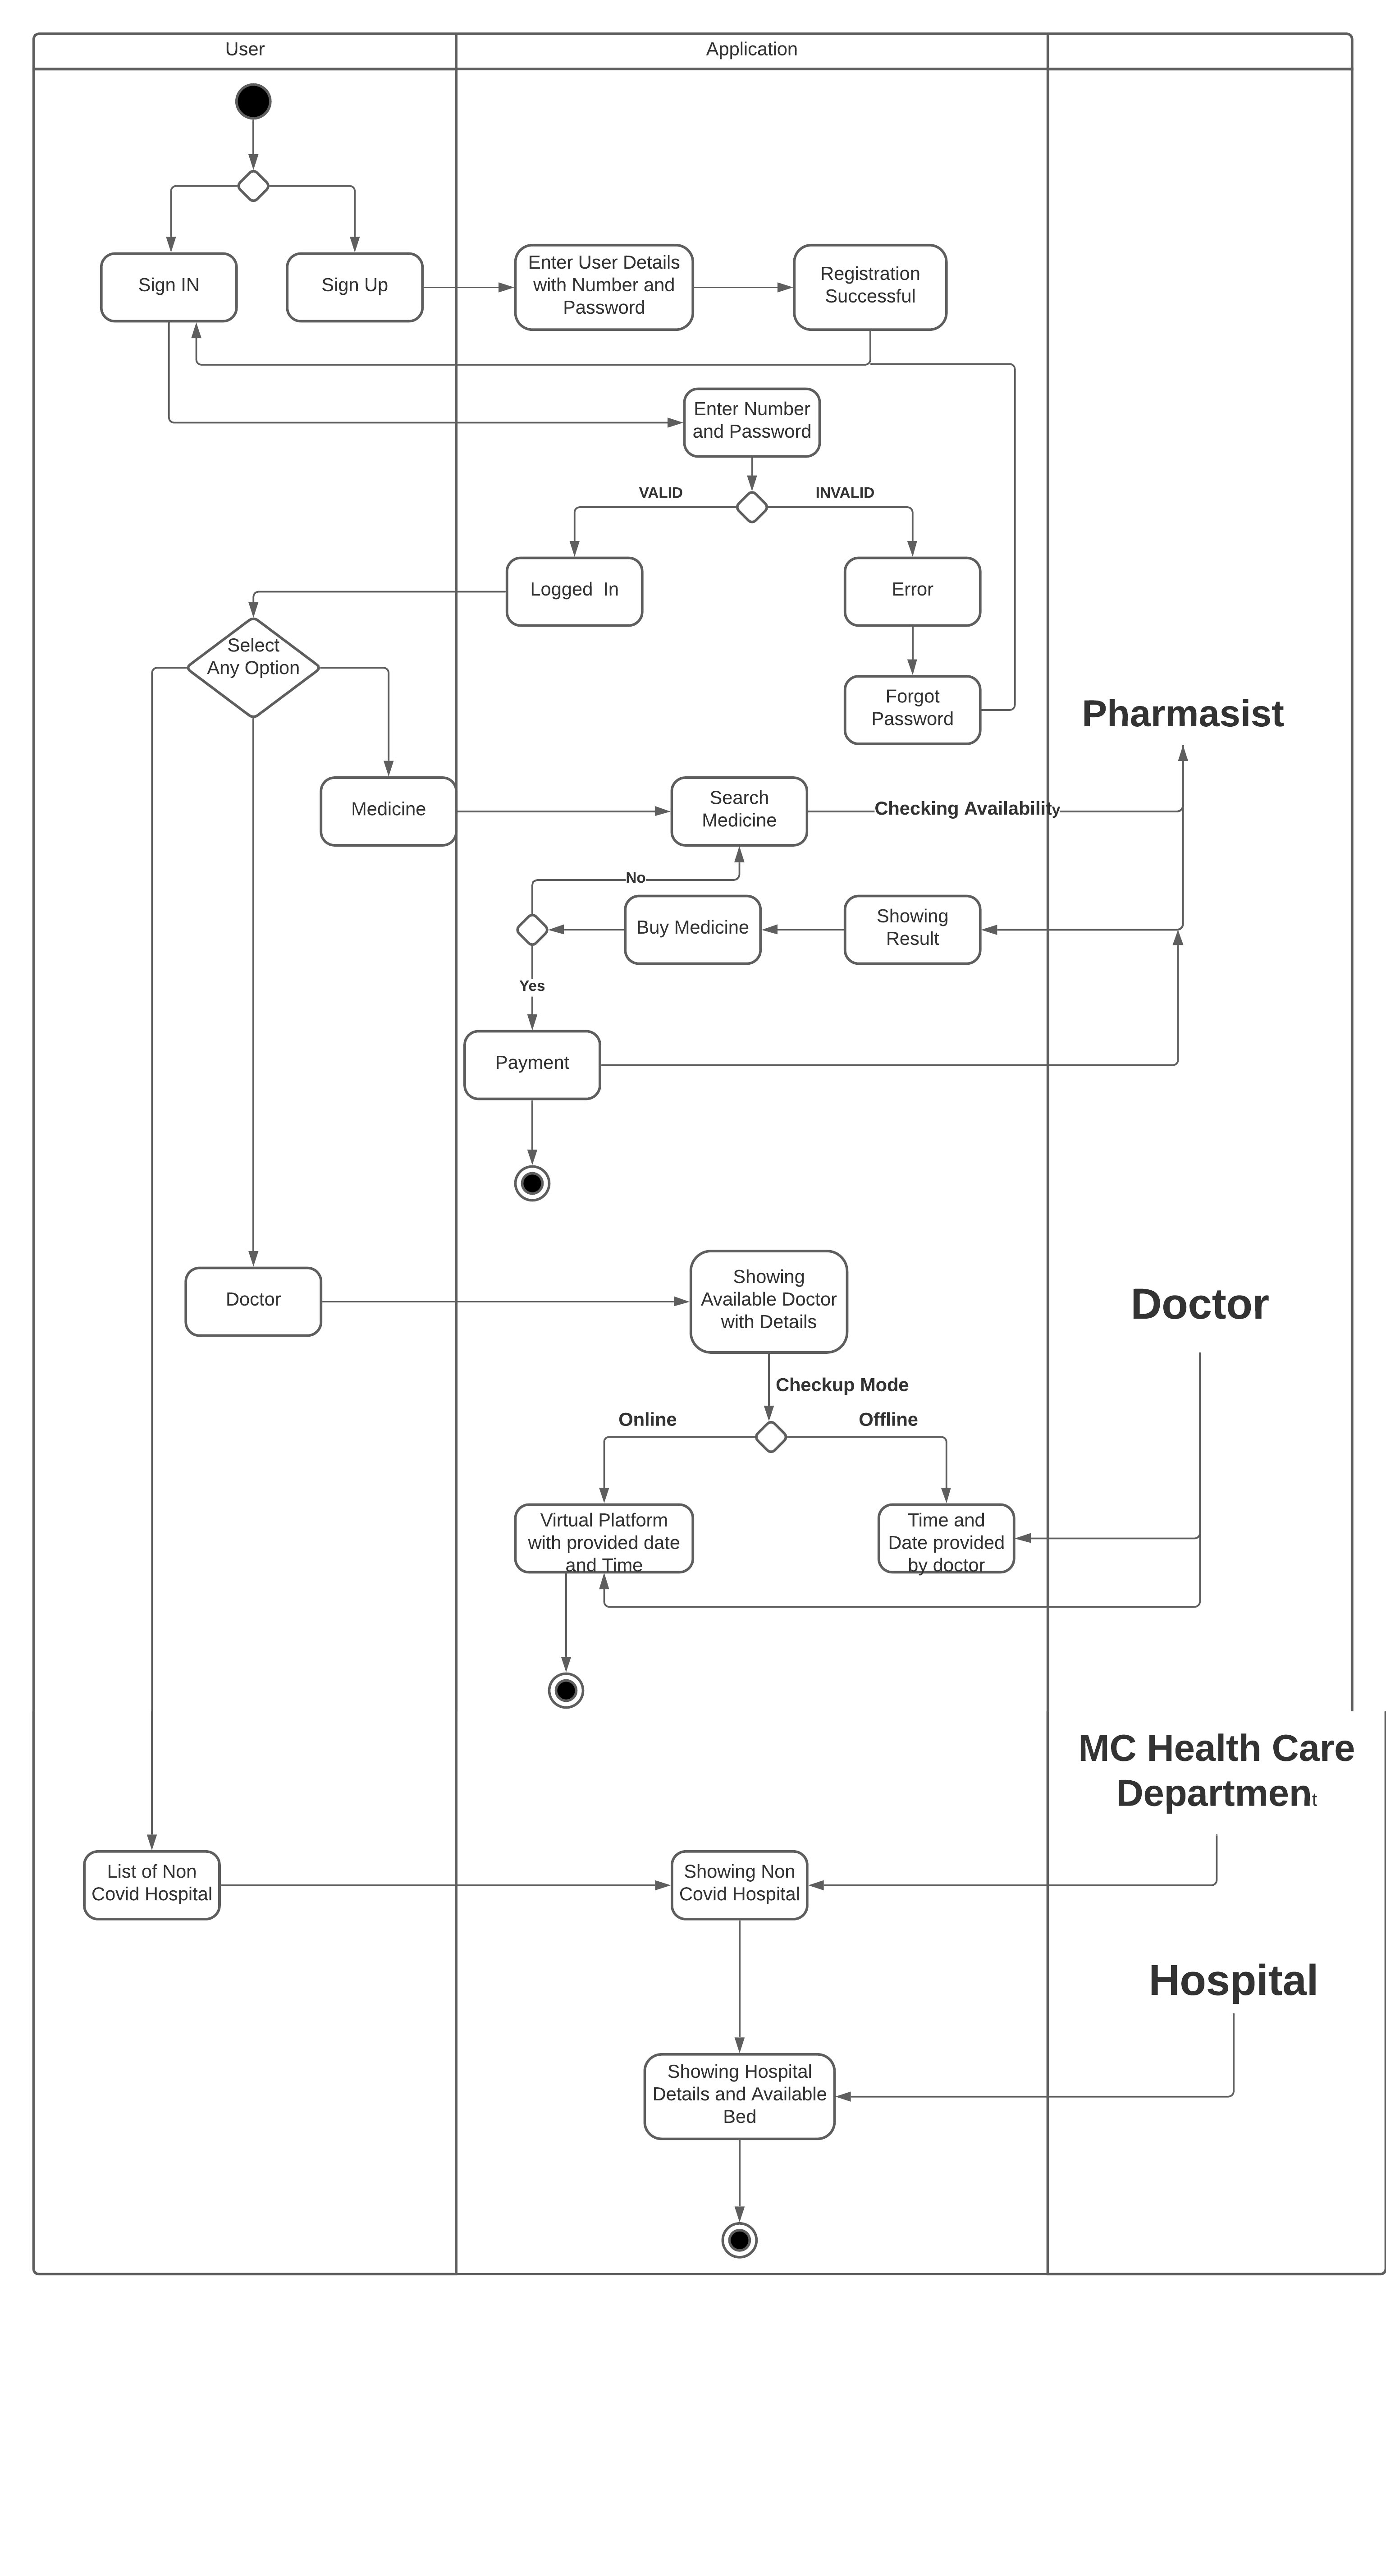 User
Application
Sign IN
Sign Up
Enter User Details
with Number and
Password
Registration
Successful
Enter Number
and Password
VALID
INVALID
Logged  In
Error
Select
Any Option
Forgot
Password
Pharmasist
Medicine
Search
Medicine
Checking Availability
No
Buy Medicine
Showing
Result
Yes
Payment
Doctor
Showing
Available Doctor
with Details
Doctor
Checkup Mode
Online
Offline
Virtual Platform
with provided date
and Time
Time and
Date provided
by doctor
MC Health Care
Department
List of Non
Covid Hospital
Showing Non
Covid Hospital
Hospital
Showing Hospital
Details and Available
Bed